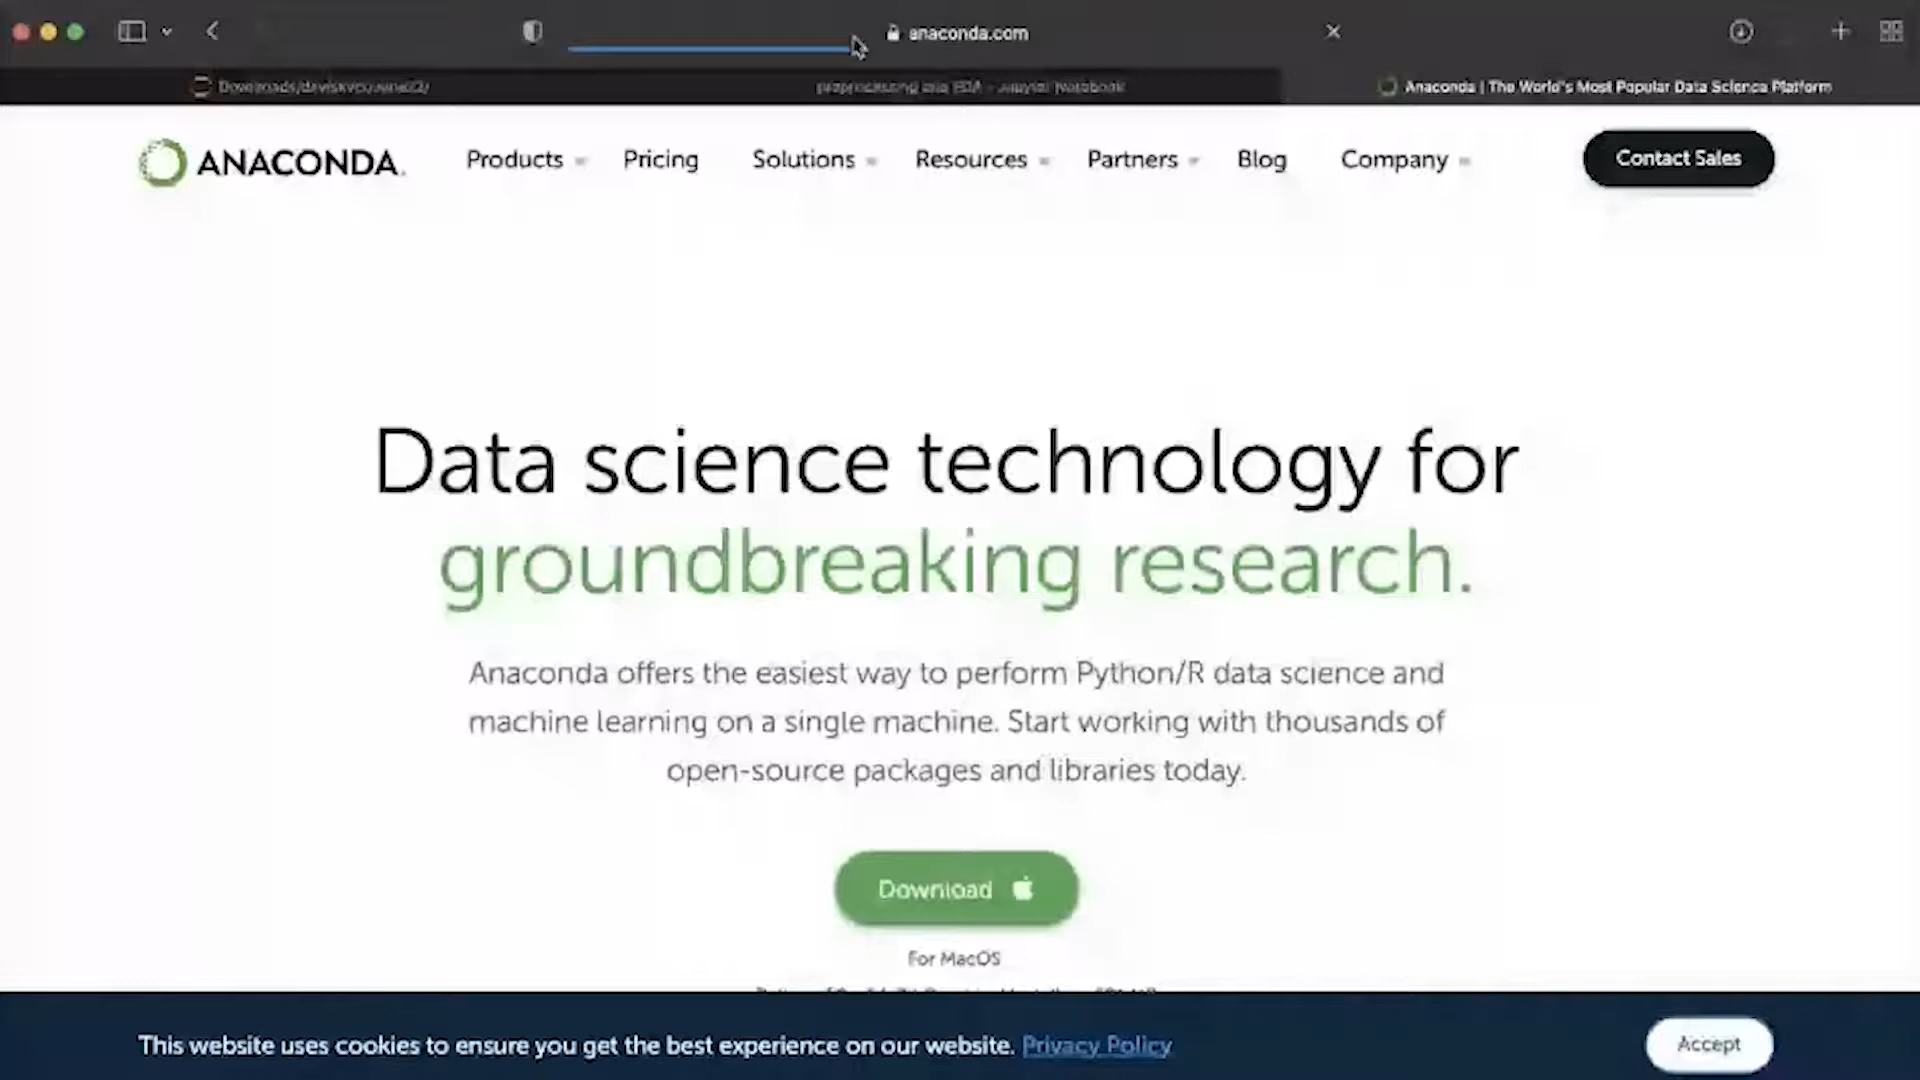 anaconda.com
Anaconda | The World's Most Popular Data Science Platform
ANACONDA.
Products
Pricing
Solutions
Resources
Partners
Blog
Company
Contact Sales
Data science technology for
groundbreaking research.
Anaconda offers the easiest way to perform Python/R data science and
machine learning on a single machine. Start working with thousands of
open-source packages and libraries today.
Download
For MacOS
This website uses cookies to ensure you get the best experience on our website. Privacy Policy
Accept